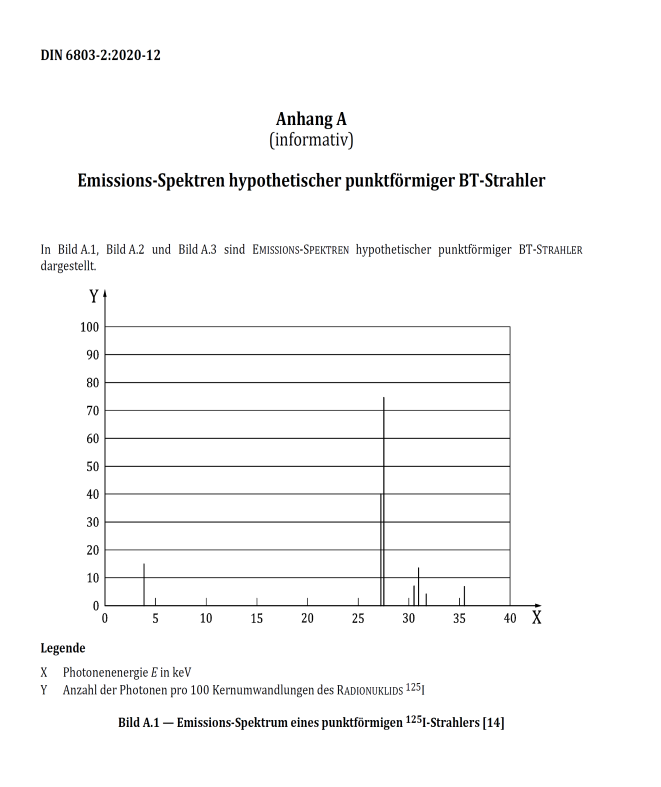 DIN 6803-2:2020-12
Anhang A
(informativ)
Emissions-Spektren hypothetischer punktförmiger BT-Strahler
In Bild A.1, Bild A.2 und Bild A.3 sind EMISSIONS-SPEKTREN hypothetischer punktförmiger BT-STRAHLER
dargestellt.
Y
100
90
80
70
60
50
40
30
20
10
0
0 5 10 15 20 25 30 35 40 X
Legende
X Photonenenergie E in keV
Y Anzahl der Photonen pro 100 Kernumwandlungen des RADIONUKLIDS ¹²⁵I
Bild A.1 — Emissions-Spektrum eines punktförmigen ¹²⁵I-Strahlers [14]